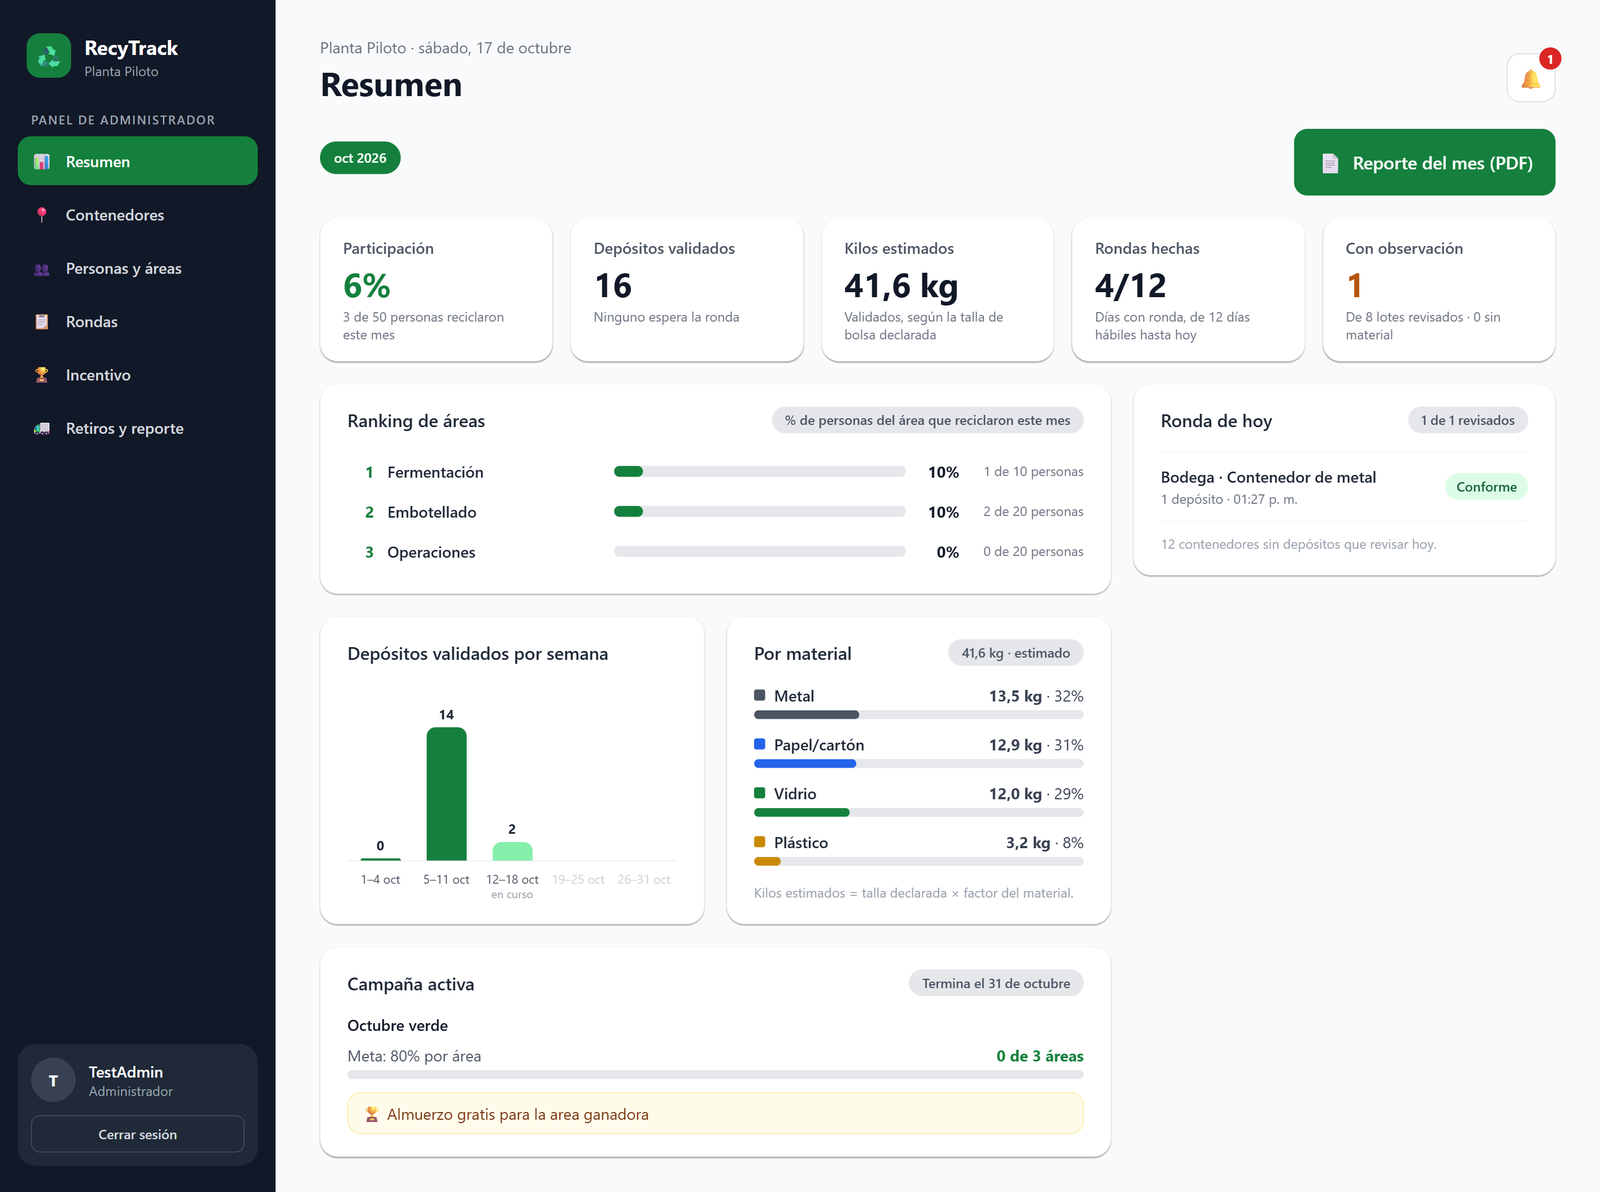 RecyTrack
Planta Piloto
PANEL DE ADMINISTRADOR
Resumen
Contenedores
Personas y áreas
Rondas
Incentivo
Retiros y reporte
T
TestAdmin
Administrador
Cerrar sesión
Planta Piloto · sábado, 17 de octubre
Resumen
1
oct 2026
Reporte del mes (PDF)
Participación
6%
3 de 50 personas reciclaron
este mes
Depósitos validados
16
Ninguno espera la ronda
Kilos estimados
41,6 kg
Validados, según la talla de
bolsa declarada
Rondas hechas
4/12
Días con ronda, de 12 días
hábiles hasta hoy
Con observación
1
De 8 lotes revisados · 0 sin
material
Ranking de áreas
% de personas del área que reciclaron este mes
1 Fermentación 10% 1 de 10 personas
2 Embotellado 10% 2 de 20 personas
3 Operaciones 0% 0 de 20 personas
Ronda de hoy
1 de 1 revisados
Bodega · Contenedor de metal
1 depósito · 01:27 p. m.
Conforme
12 contenedores sin depósitos que revisar hoy.
Depósitos validados por semana
0
14
2
1–4 oct
5–11 oct
12–18 oct
en curso
19–25 oct
26–31 oct
Por material
41,6 kg · estimado
Metal 13,5 kg · 32%
Papel/cartón 12,9 kg · 31%
Vidrio 12,0 kg · 29%
Plástico 3,2 kg · 8%
Kilos estimados = talla declarada × factor del material.
Campaña activa
Termina el 31 de octubre
Octubre verde
Meta: 80% por área
0 de 3 áreas
Almuerzo gratis para la area ganadora